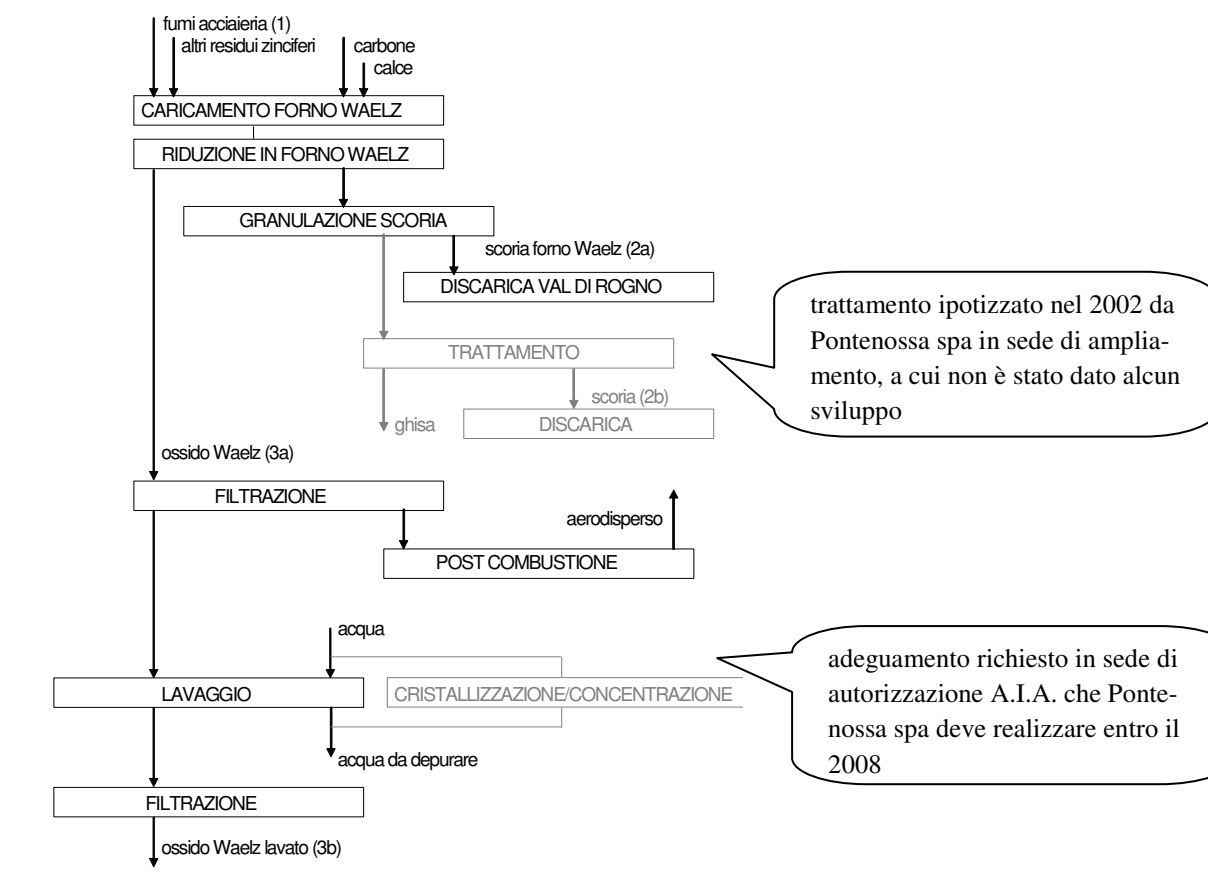 fumi acciaieria (1)
altri residui zinciferi
carbone
calce
CARICAMENTO FORNO WAELZ
RIDUZIONE IN FORNO WAELZ
GRANULAZIONE SCORIA
scoria forno Waelz (2a)
DISCARICA VAL DI ROGNO
trattamento ipotizzato nel 2002 da
Pontenossa spa in sede di amplia-
mento, a cui non è stato dato alcun
sviluppo
TRATTAMENTO
scoria (2b)
ghisa
DISCARICA
ossido Waelz (3a)
FILTRAZIONE
aerodisperso
POST COMBUSTIONE
acqua
adeguamento richiesto in sede di
autorizzazione A.I.A. che Ponte-
nossa spa deve realizzare entro il
2008
LAVAGGIO
CRISTALLIZZAZIONE/CONCENTRAZIONE
acqua da depurare
FILTRAZIONE
ossido Waelz lavato (3b)